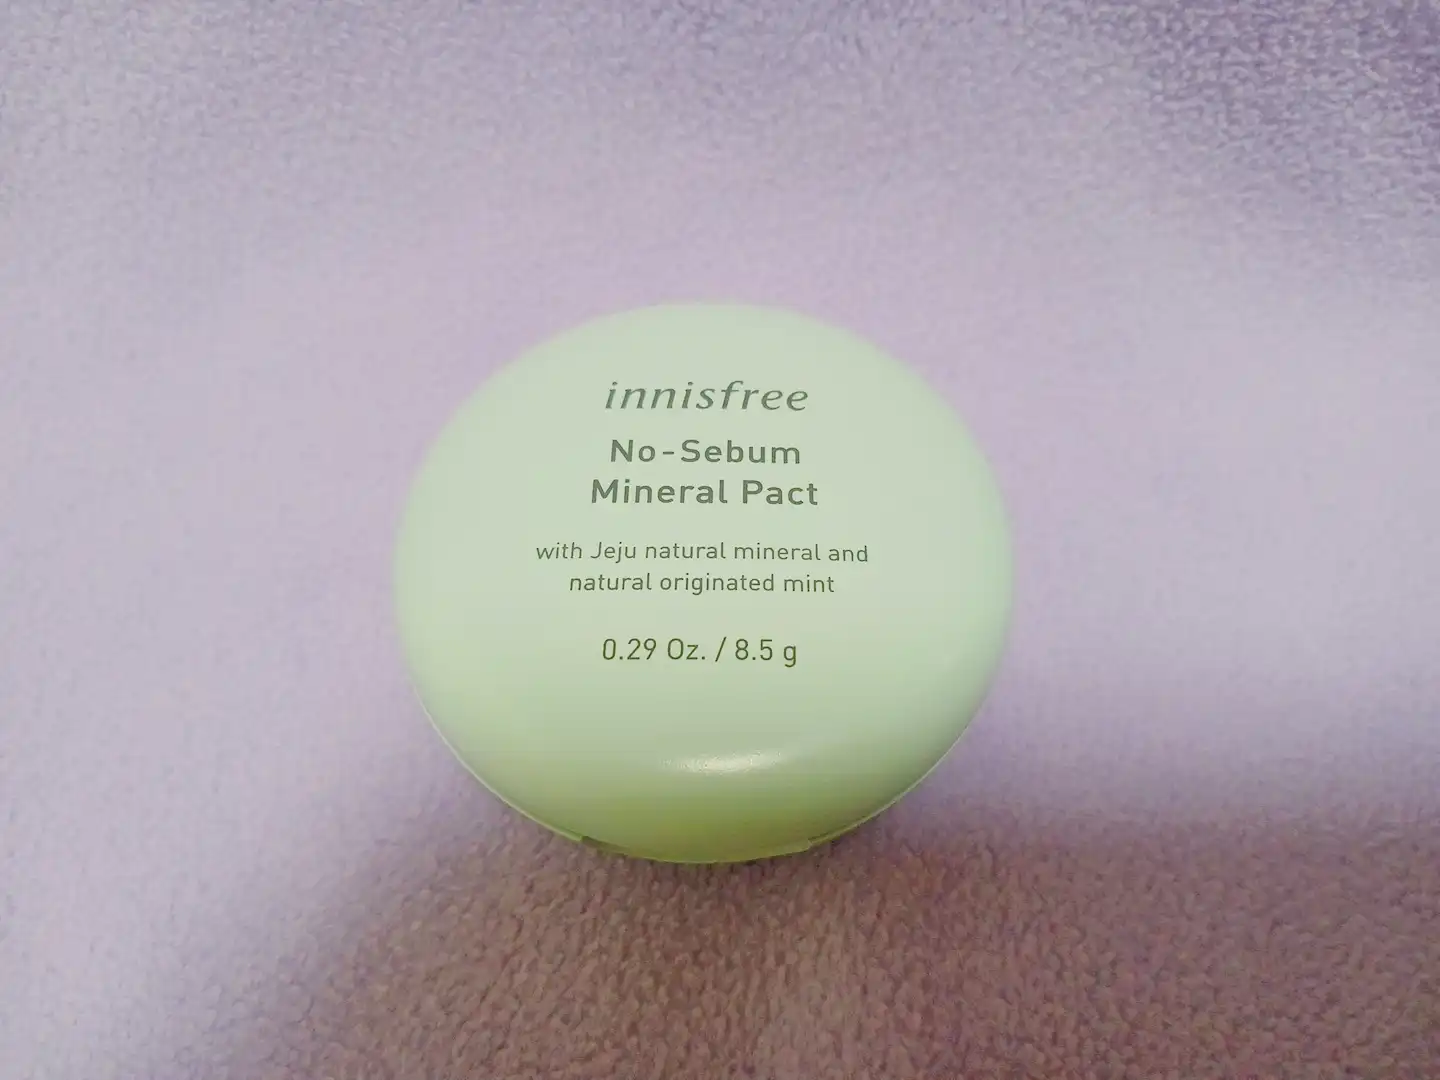 innisfree
No-Sebum
Mineral Pact
with Jeju natural mineral and
natural originated mint
0.29 Oz. / 8.5 g